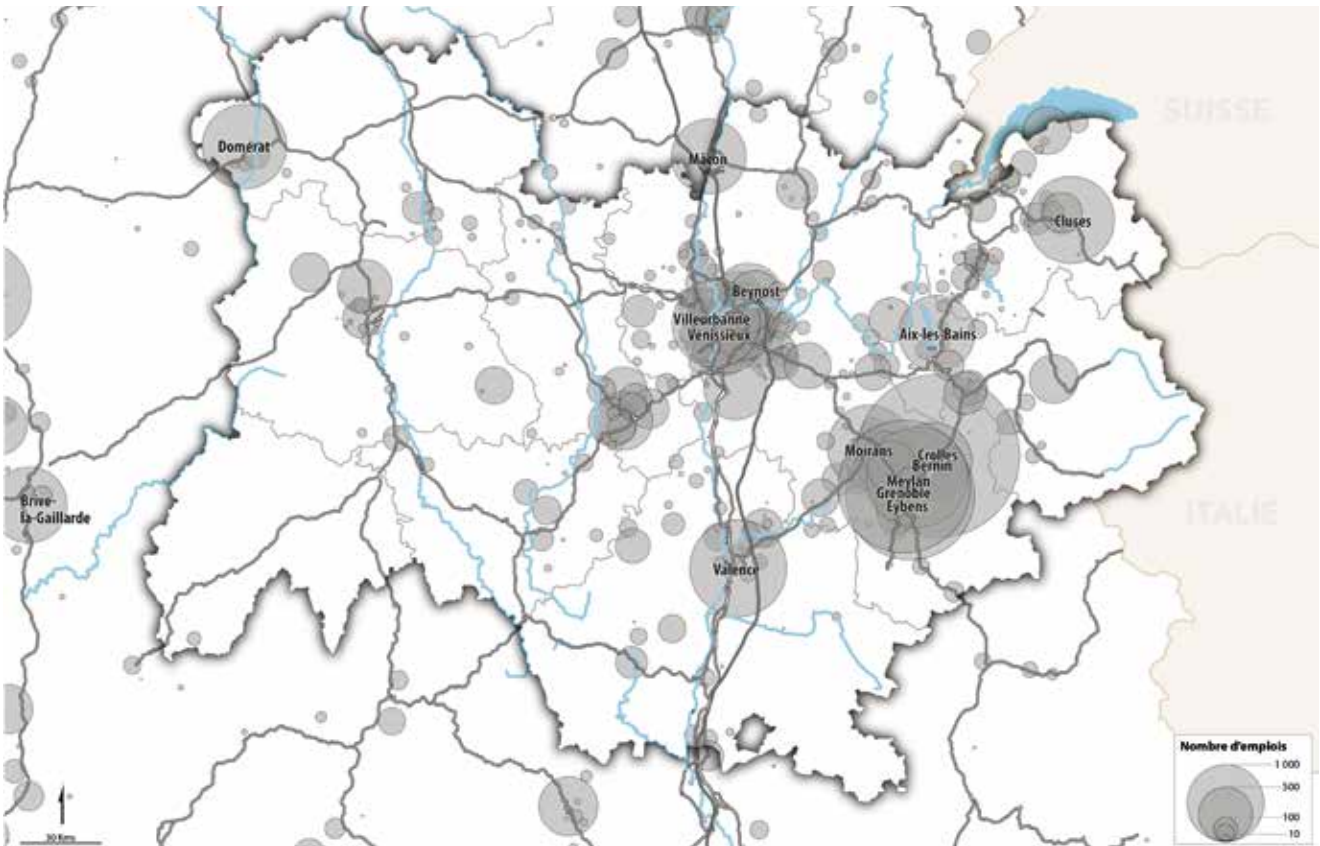 SUISSE
Domérat
Mâcon
Cluses
Beynost
Villeurbanne
Venissieux
Aix-les-Bains
Moirans
Crolles
Bernin
Meylan
Grenoble
Eybens
Brive-
la-Gaillarde
ITALIE
Valence
Nombre d'emplois
1 000
500
100
10
30 Kms